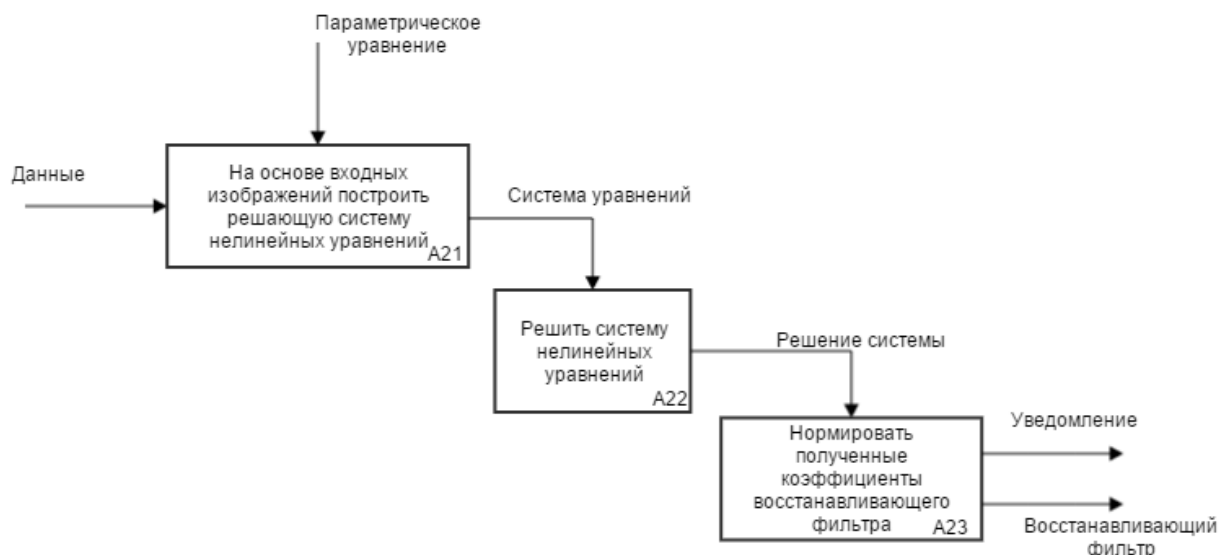 Параметрическое
уравнение
Данные
На основе входных
изображений построить
решающую систему
нелинейных уравнений
A21
Система уравнений
Решить систему
нелинейных
уравнений
A22
Решение системы
Нормировать
полученные
коэффициенты
восстанавливающего
фильтра
A23
Уведомление
Восстанавливающий
фильтр